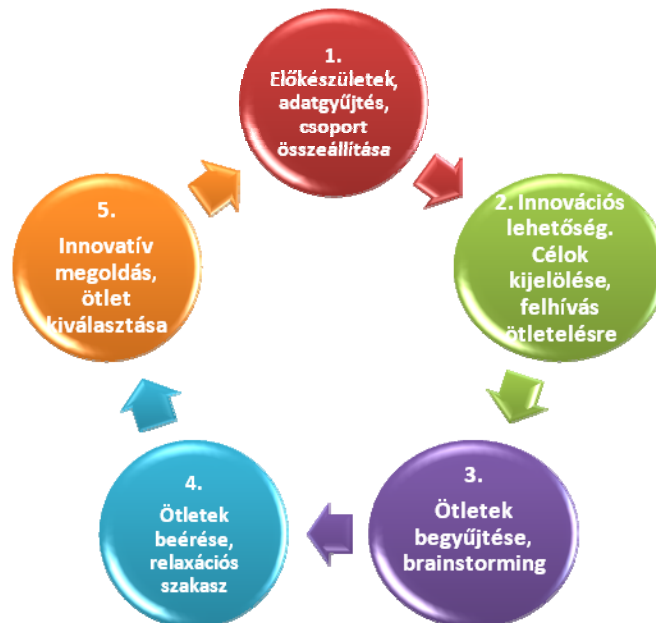 1.
Előkészületek,
adatgyűjtés,
csoport
összeállítása
2. Innovációs
lehetőség.
Célok
kijelölése,
felhívás
ötletelésre
3.
Ötletek
begyűjtése,
brainstorming
4.
Ötletek
beérése,
relaxációs
szakasz
5.
Innovatív
megoldás,
ötlet
kiválasztása